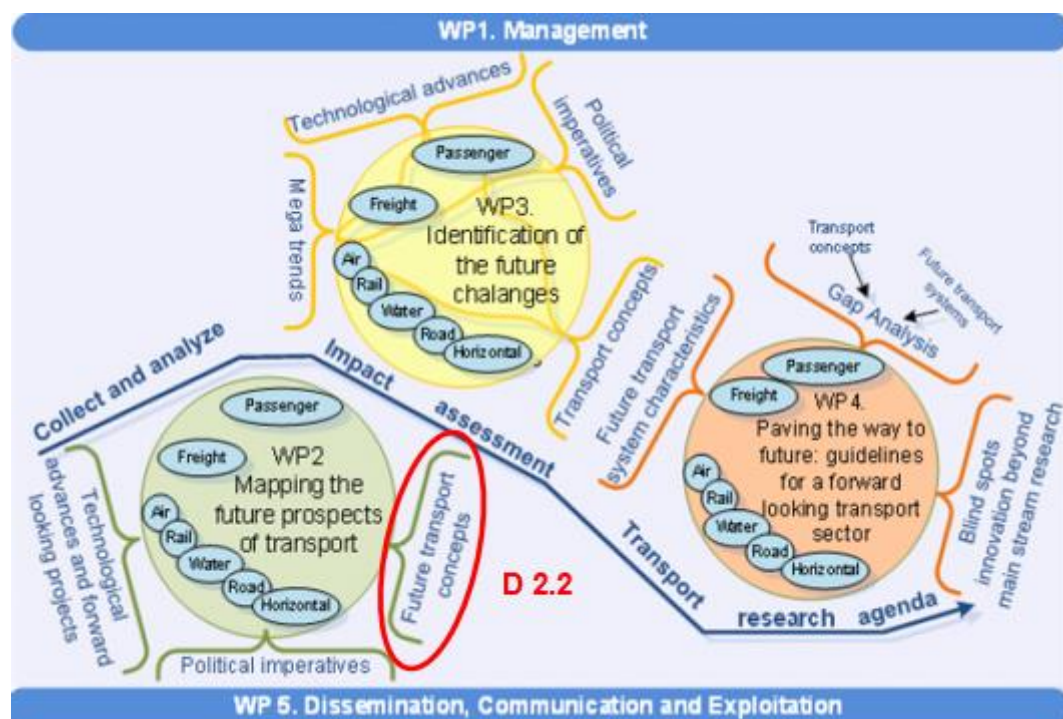 WP1. Management
Technological advances
Political
imperatives
Mega trends
Passenger
Freight
WP3.
Identification of
the future
chalanges
Air
Rail
Water
Road
Horizontal
Transport concepts
Future transport
system characteristics
Transport
concepts
Future transport
systems
Gap Analysis
Collect and analyze
Impact
assessment
Transport
research agenda
Passenger
Freight
WP2
Mapping the
future prospects
of transport
Air
Rail
Water
Road
Horizontal
Technological
advances and forward
looking projects
Political imperatives
Future transport
concepts
D 2.2
Passenger
Freight
WP4.
Paving the way to
future: guidelines
for a forward
looking transport
sector
Air
Rail
Water
Road
Horizontal
Blind spots
innovation beyond
main stream research
WP 5. Dissemination, Communication and Exploitation